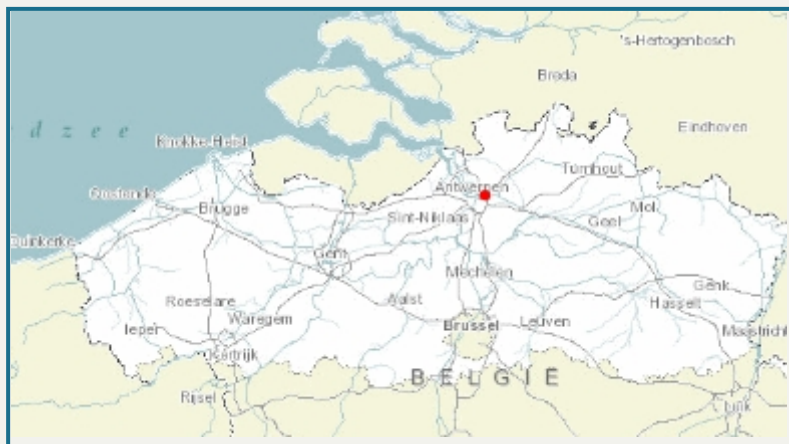 's-Hertogenbosch
Breda
d z e e
Eindhoven
Knokke-Heist
Turnhout
Oostende
Antwerpen
Mol
Brugge
Sint-Niklaas
Geel
Duinkerke
Gent
Mechelen
Genk
Roeselare
Aalst
Hasselt
Ieper
Waregem
Brussel
Leuven
Maastricht
Kortrijk
BELGIË
Rijsel
Luik